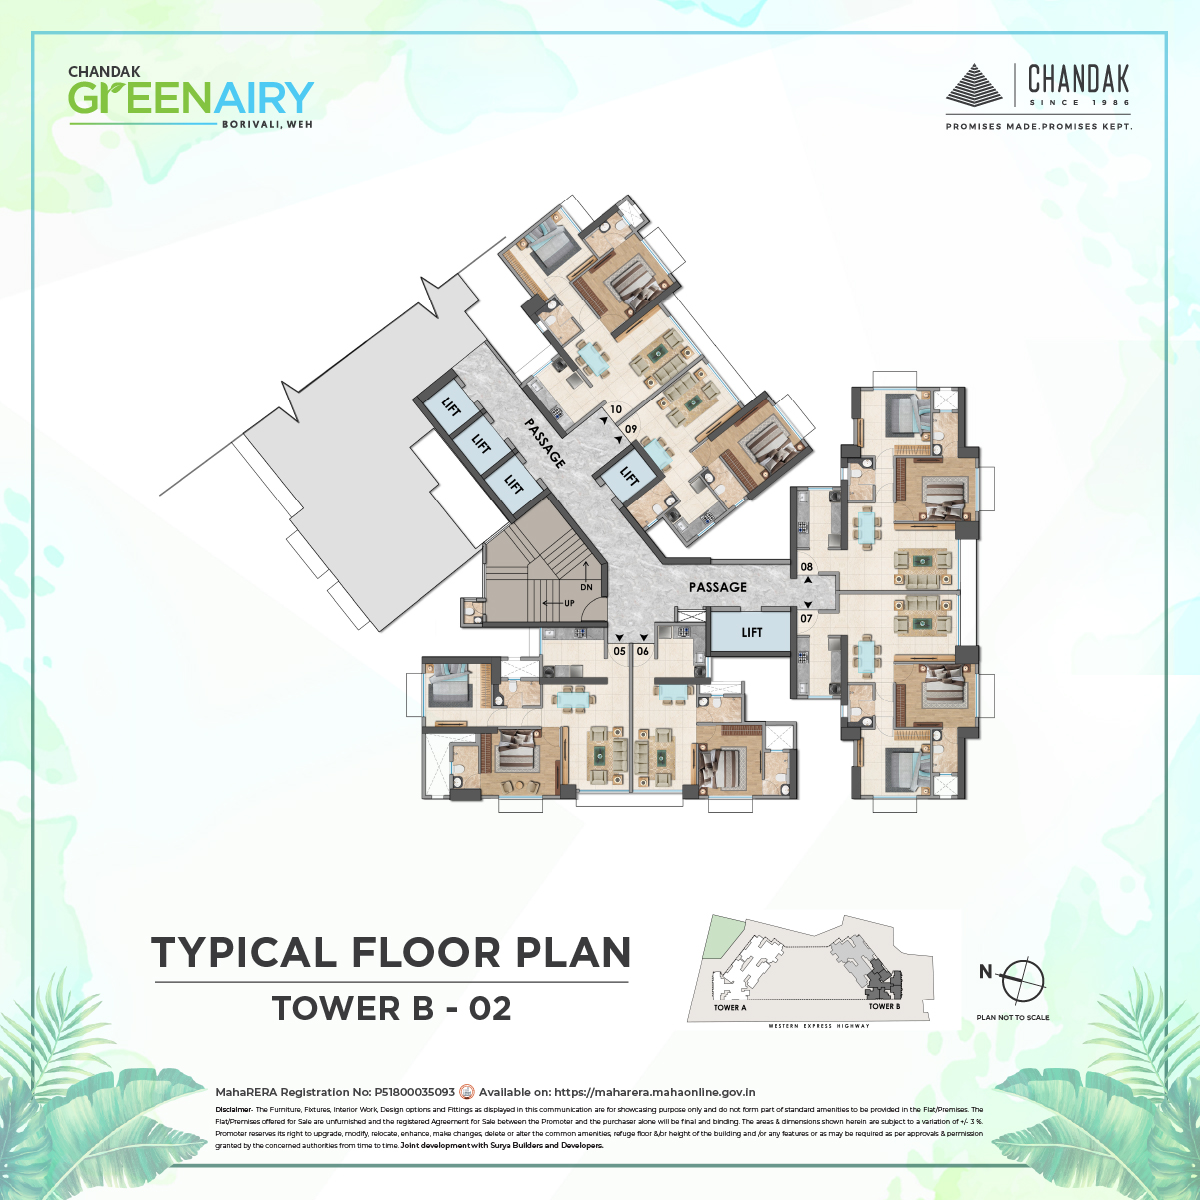 CHANDAK
GrEENAIRY
BORIVALI, WEH
CHANDAK
SINCE 1986
PROMISES MADE.PROMISES KEPT.
LIFT
LIFT
LIFT
PASSAGE
10
09
LIFT
08
PASSAGE
DN
UP
07
LIFT
05
06
TYPICAL FLOOR PLAN
TOWER B - 02
TOWER A
TOWER B
WESTERN EXPRESS HIGHWAY
N
PLAN NOT TO SCALE
MahaRERA Registration No: P51800035093 Available on: https://maharera.mahaonline.gov.in
Disclaimer- The Furniture, Fixtures, Interior Work, Design options and Fittings as displayed in this communication are for showcasing purpose only and do not form part of standard amenities to be provided in the Flat/Premises. The
Flat/Premises offered for Sale are unfurnished and the registered Agreement for Sale between the Promoter and the purchaser alone will be final and binding. The areas & dimensions shown herein are subject to a variation of +/- 3 %.
Promoter reserves its right to upgrade, modify, relocate, enhance, make changes, delete or alter the common amenities, refuge floor &/or height of the building and /or any features or as may be required as per approvals & permission
granted by the concerned authorities from time to time. Joint development with Surya Builders and Developers.